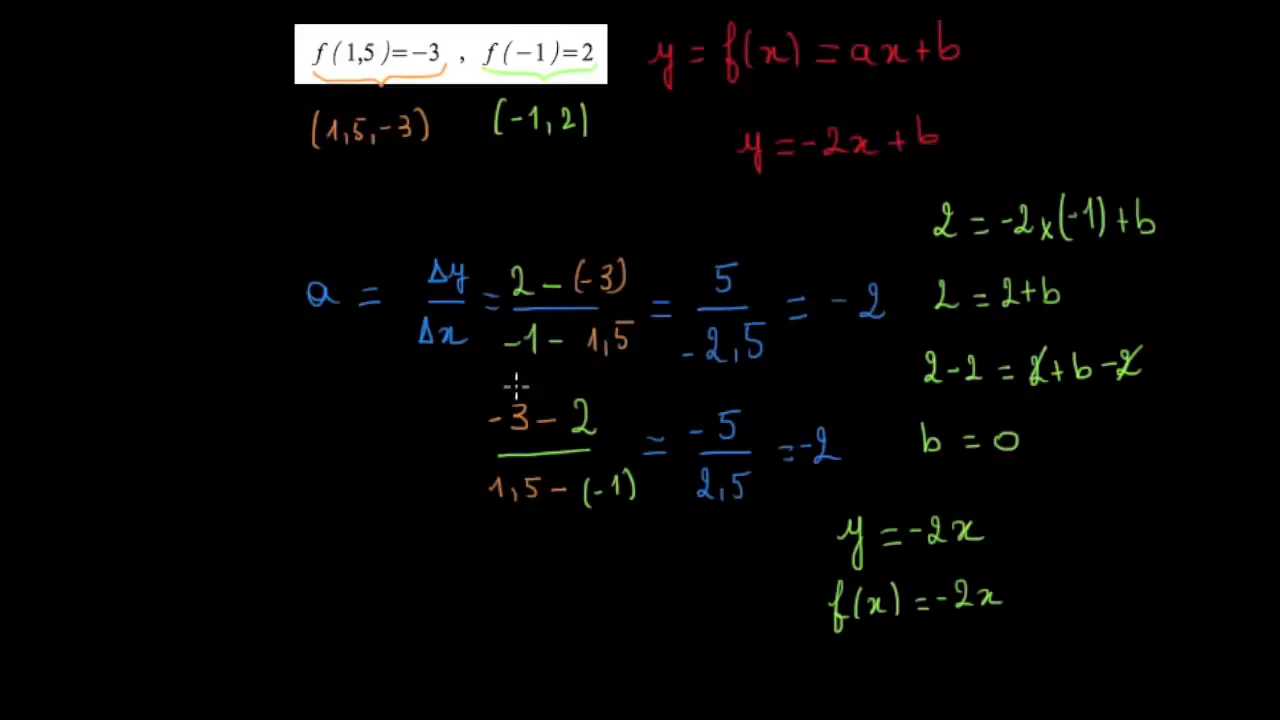 f(1,5)=−3 , f(−1)=2
y = f(x) = ax+b
(1,5,-3) (-1,2)
y = -2x + b
2 = -2x(-1)+b
a = Δy/Δx = 2-(-3)/-1-1,5 = 5/-2,5 = -2
2 = 2+b
2-2 = 2+b-2
-3-2/1,5-(-1) = -5/2,5 = -2
b = 0
y = -2x
f(x) = -2x